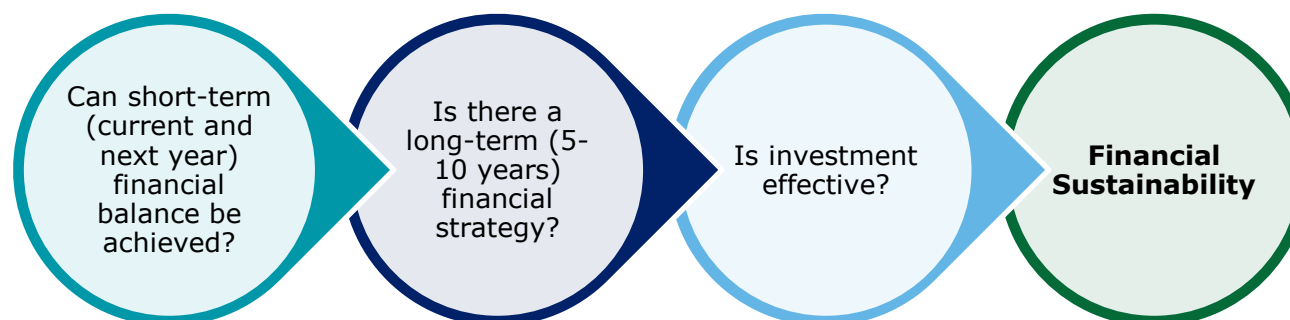 Can short-term
(current and
next year)
financial
balance be
achieved?
Is there a
long-term (5-
10 years)
financial
strategy?
Is investment
effective?
Financial
Sustainability